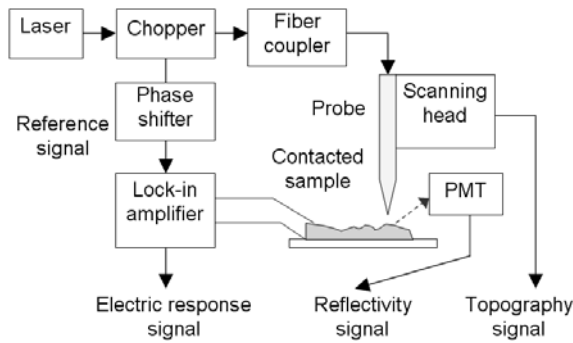 Laser
Chopper
Fiber
coupler
Phase
shifter
Reference
signal
Probe
Scanning
head
Contacted
sample
Lock-in
amplifier
PMT
Electric response
signal
Reflectivity
signal
Topography
signal